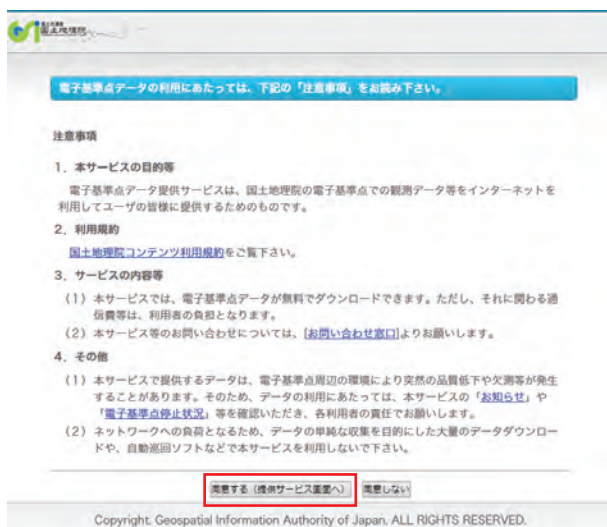 国土地理院
電子基準点データの利用にあたっては、下記の「注意事項」をお読み下さい。
注意事項
1．本サービスの目的等
電子基準点データ提供サービスは、国土地理院の電子基準点での観測データ等をインターネットを
利用してユーザの皆様に提供するためのものです。
2．利用規約
国土地理院コンテンツ利用規約をご覧下さい。
3．サービスの内容等
（1）本サービスでは、電子基準点データが無料でダウンロードできます。ただし、それに関わる通
信費等は、利用者の負担となります。
（2）本サービス等のお問い合わせについては、[お問い合わせ窓口]よりお願いします。
4．その他
（1）本サービスで提供するデータは、電子基準点周辺の環境により突然の品質低下や欠測等が発生
することがあります。そのため、データの利用にあたっては、本サービスの「お知らせ」や
「電子基準点停止状況」等を確認いただき、各利用者の責任でお願いします。
（2）ネットワークへの負荷となるため、データの単純な収集を目的にした大量のデータダウンロー
ドや、自動巡回ソフトなどで本サービスを利用しないで下さい。
同意する（提供サービス画面へ） 同意しない
Copyright. Geospatial Information Authority of Japan. ALL RIGHTS RESERVED.